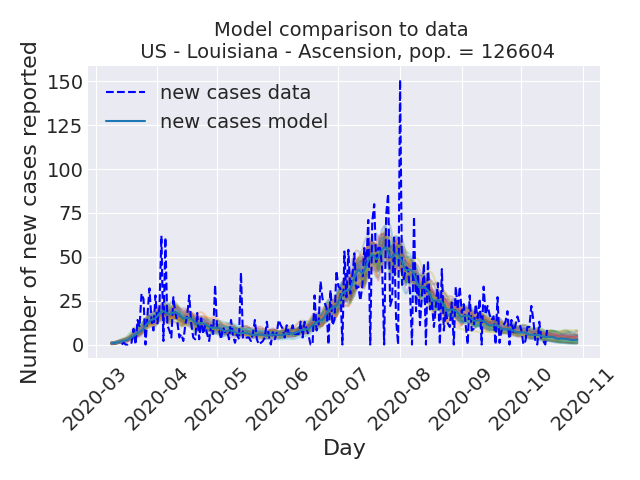 Model comparison to data
US - Louisiana - Ascension, pop. = 126604
Number of new cases reported
150
125
100
75
50
25
0
new cases data
new cases model
2020-03
2020-04
2020-05
2020-06
2020-07
2020-08
2020-09
2020-10
2020-11
Day